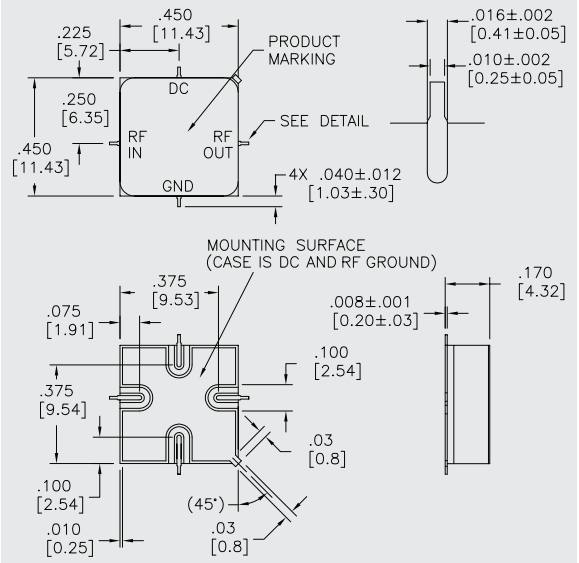 .450
[11.43]
.225
[5.72]
PRODUCT
MARKING
.016±.002
[0.41±0.05]
.010±.002
[0.25±0.05]
DC
.250
[6.35]
.450
[11.43]
RF
IN
RF
OUT
SEE DETAIL
GND
4X .040±.012
[1.03±.30]
MOUNTING SURFACE
(CASE IS DC AND RF GROUND)
.375
[9.53]
.075
[1.91]
.170
[4.32]
.008±.001
[0.20±.03]
.100
[2.54]
.375
[9.54]
.03
[0.8]
.100
[2.54]
(45°)
.010
[0.25]
.03
[0.8]